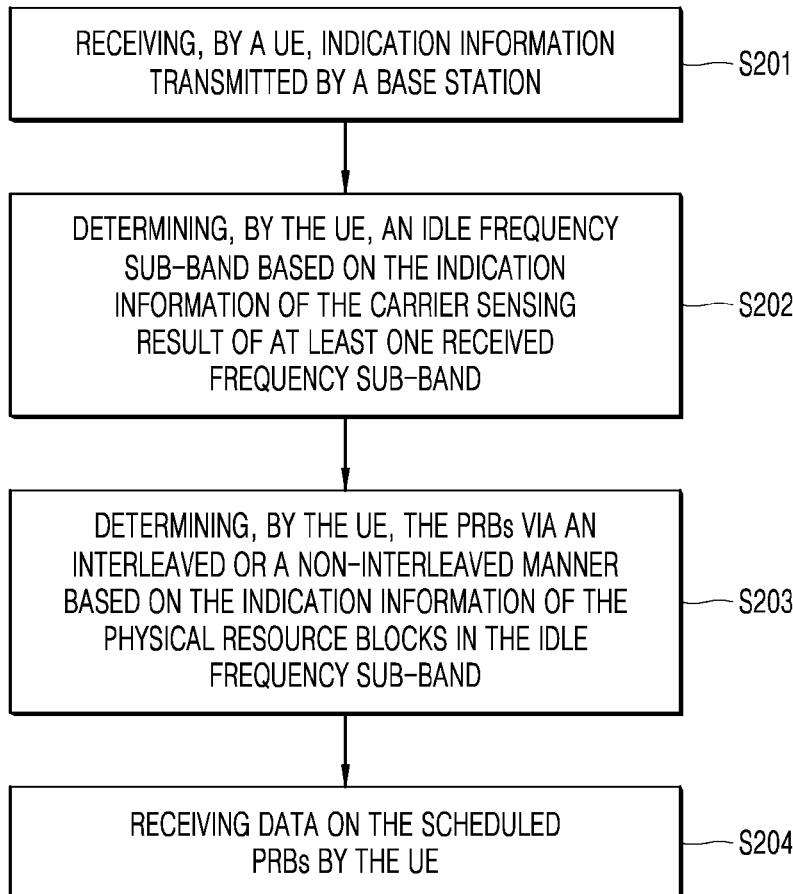 RECEIVING, BY A UE, INDICATION INFORMATION
TRANSMITTED BY A BASE STATION
S201
DETERMINING, BY THE UE, AN IDLE FREQUENCY
SUB-BAND BASED ON THE INDICATION
INFORMATION OF THE CARRIER SENSING
RESULT OF AT LEAST ONE RECEIVED
FREQUENCY SUB-BAND
S202
DETERMINING, BY THE UE, THE PRBs VIA AN
INTERLEAVED OR A NON-INTERLEAVED MANNER
BASED ON THE INDICATION INFORMATION OF THE
PHYSICAL RESOURCE BLOCKS IN THE IDLE
FREQUENCY SUB-BAND
S203
RECEIVING DATA ON THE SCHEDULED
PRBs BY THE UE
S204